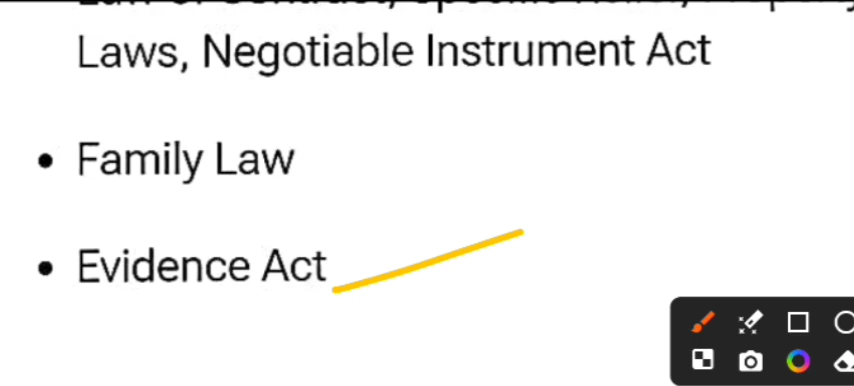 Laws, Negotiable Instrument Act
• Family Law
• Evidence Act